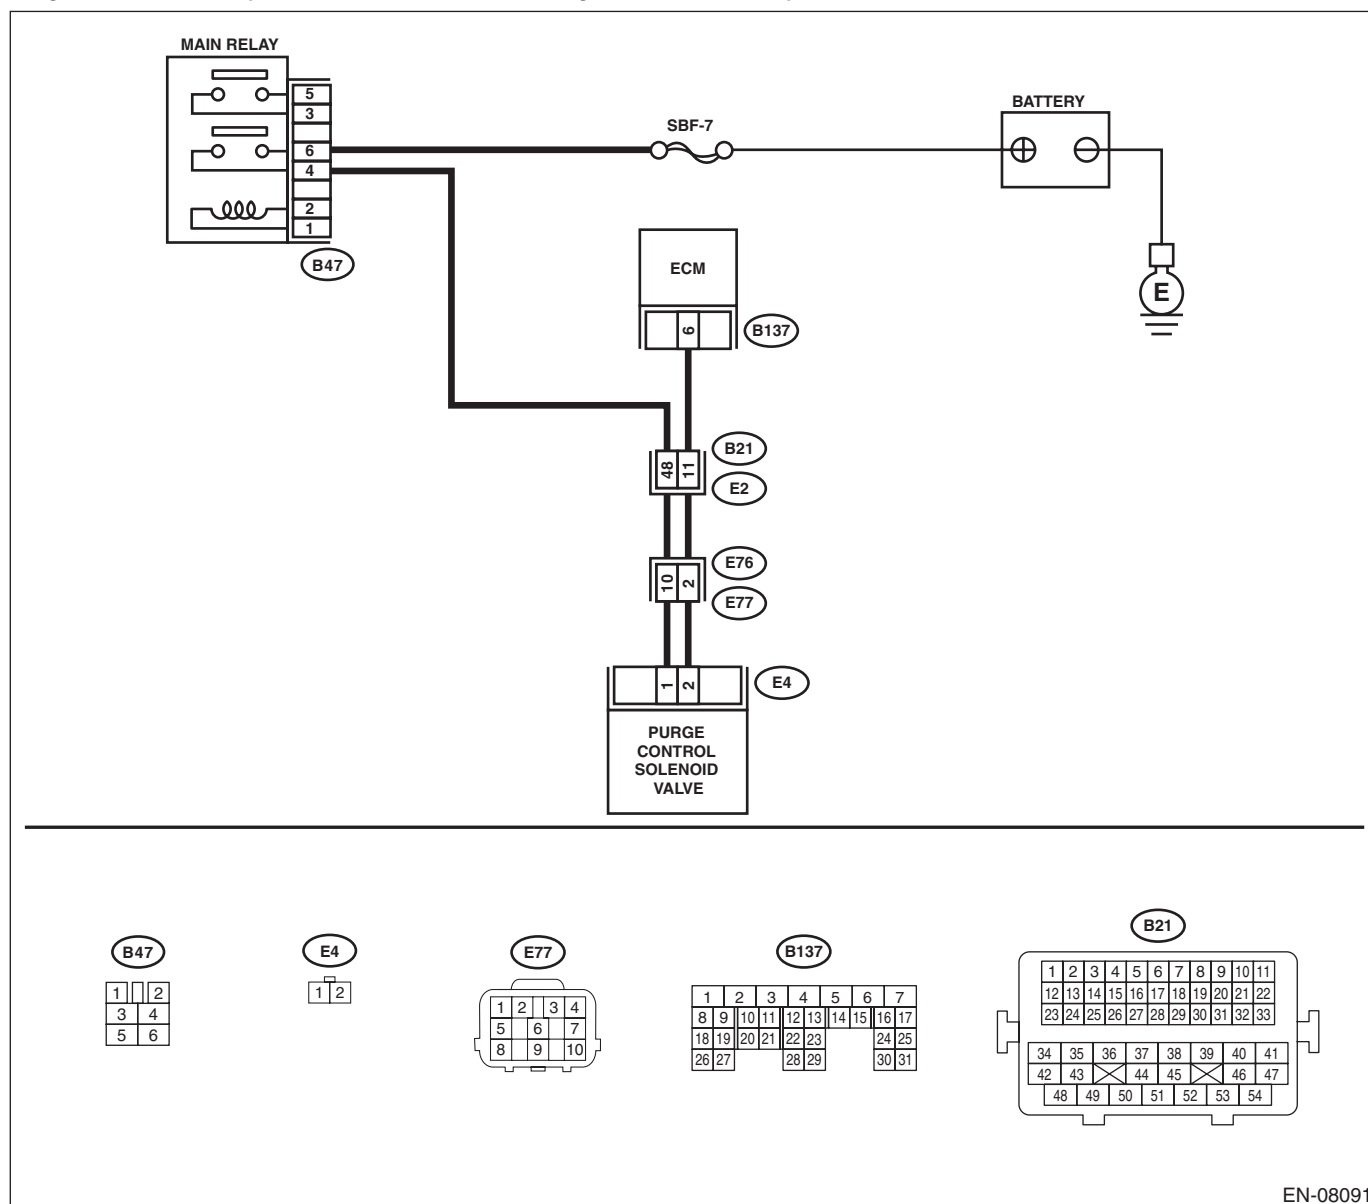 MAIN RELAY
5
3
6
4
2
1
B47
SBF-7
BATTERY
E
ECM
6
B137
48 11
B21
E2
10 2
E76
E77
1 2
E4
PURGE
CONTROL
SOLENOID
VALVE
B47
1 2
3 4
5 6
E4
1 2
E77
1 2 3 4
5 6 7
8 9 10
B137
1 2 3 4 5 6 7
8 9 10 11 12 13 14 15 16 17
18 19 20 21 22 23 24 25
26 27 28 29 30 31
B21
1 2 3 4 5 6 7 8 9 10 11
12 13 14 15 16 17 18 19 20 21 22
23 24 25 26 27 28 29 30 31 32 33
34 35 36 37 38 39 40 41
42 43 44 45 46 47
48 49 50 51 52 53 54
EN-08091